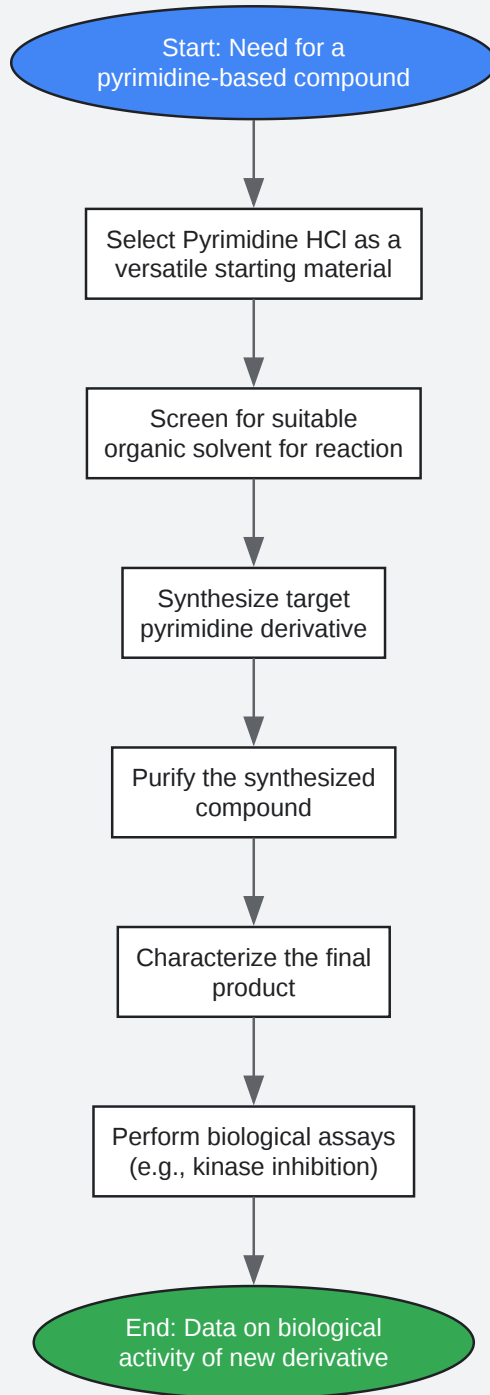 Start: Need for a
pyrimidine-based compound
Select Pyrimidine HCl as a
versatile starting material
Screen for suitable
organic solvent for reaction
Synthesize target
pyrimidine derivative
Purify the synthesized
compound
Characterize the final
product
Perform biological assays
(e.g., kinase inhibition)
End: Data on biological
activity of new derivative